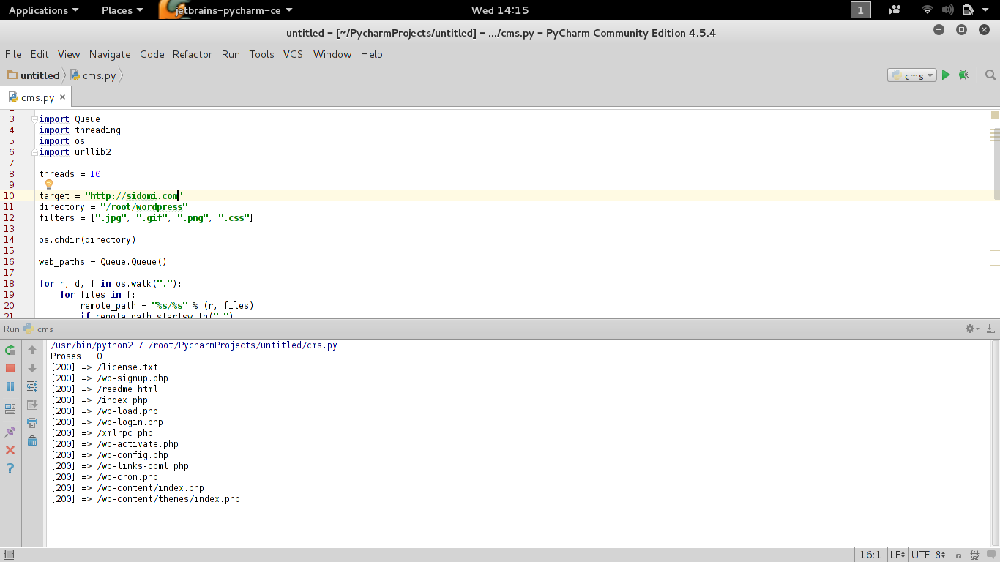 Applications Places jetbrains-pycharm-ce Wed 14:15 1
untitled – [~/PycharmProjects/untitled] – .../cms.py – PyCharm Community Edition 4.5.4
File Edit View Navigate Code Refactor Run Tools VCS Window Help
untitled cms.py cms
cms.py
2
3 import Queue
4 import threading
5 import os
6 import urllib2
7
8 threads = 10
9
10 target = "http://sidomi.com"
11 directory = "/root/wordpress"
12 filters = [".jpg", ".gif", ".png", ".css"]
13
14 os.chdir(directory)
15
16 web_paths = Queue.Queue()
17
18 for r, d, f in os.walk("."):
19 for files in f:
20 remote_path = "%s/%s" % (r, files)
21 if remote_path.startswith("."):
Run cms
/usr/bin/python2.7 /root/PycharmProjects/untitled/cms.py
Proses : 0
[200] => /license.txt
[200] => /wp-signup.php
[200] => /readme.html
[200] => /index.php
[200] => /wp-load.php
[200] => /wp-login.php
[200] => /xmlrpc.php
[200] => /wp-activate.php
[200] => /wp-config.php
[200] => /wp-links-opml.php
[200] => /wp-cron.php
[200] => /wp-content/index.php
[200] => /wp-content/themes/index.php
16:1 LF UTF-8